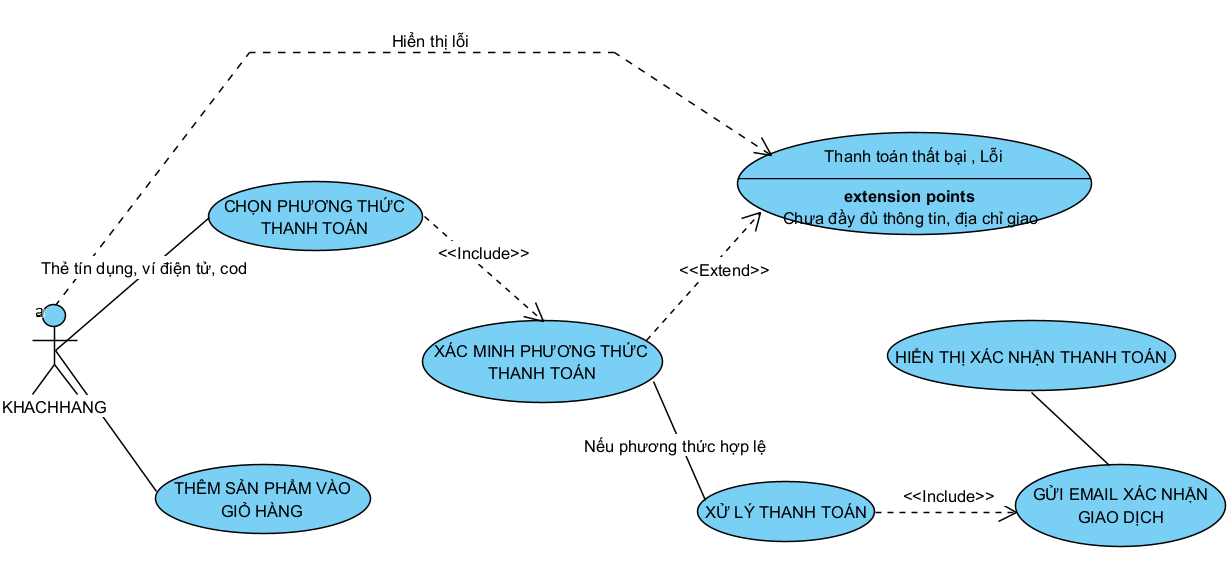 Hiển thị lỗi
Thanh toán thất bại , Lỗi
extension points
Chưa đầy đủ thông tin, địa chỉ giao
CHỌN PHƯƠNG THỨC
THANH TOÁN
<<Include>>
<<Extend>>
Thẻ tín dụng, ví điện tử, cod
a
KHACHHANG
XÁC MINH PHƯƠNG THỨC
THANH TOÁN
HIỂN THỊ XÁC NHẬN THANH TOÁN
Nếu phương thức hợp lệ
THÊM SẢN PHẨM VÀO
GIỎ HÀNG
XỬ LÝ THANH TOÁN
<<Include>>
GỬI EMAIL XÁC NHẬN
GIAO DỊCH